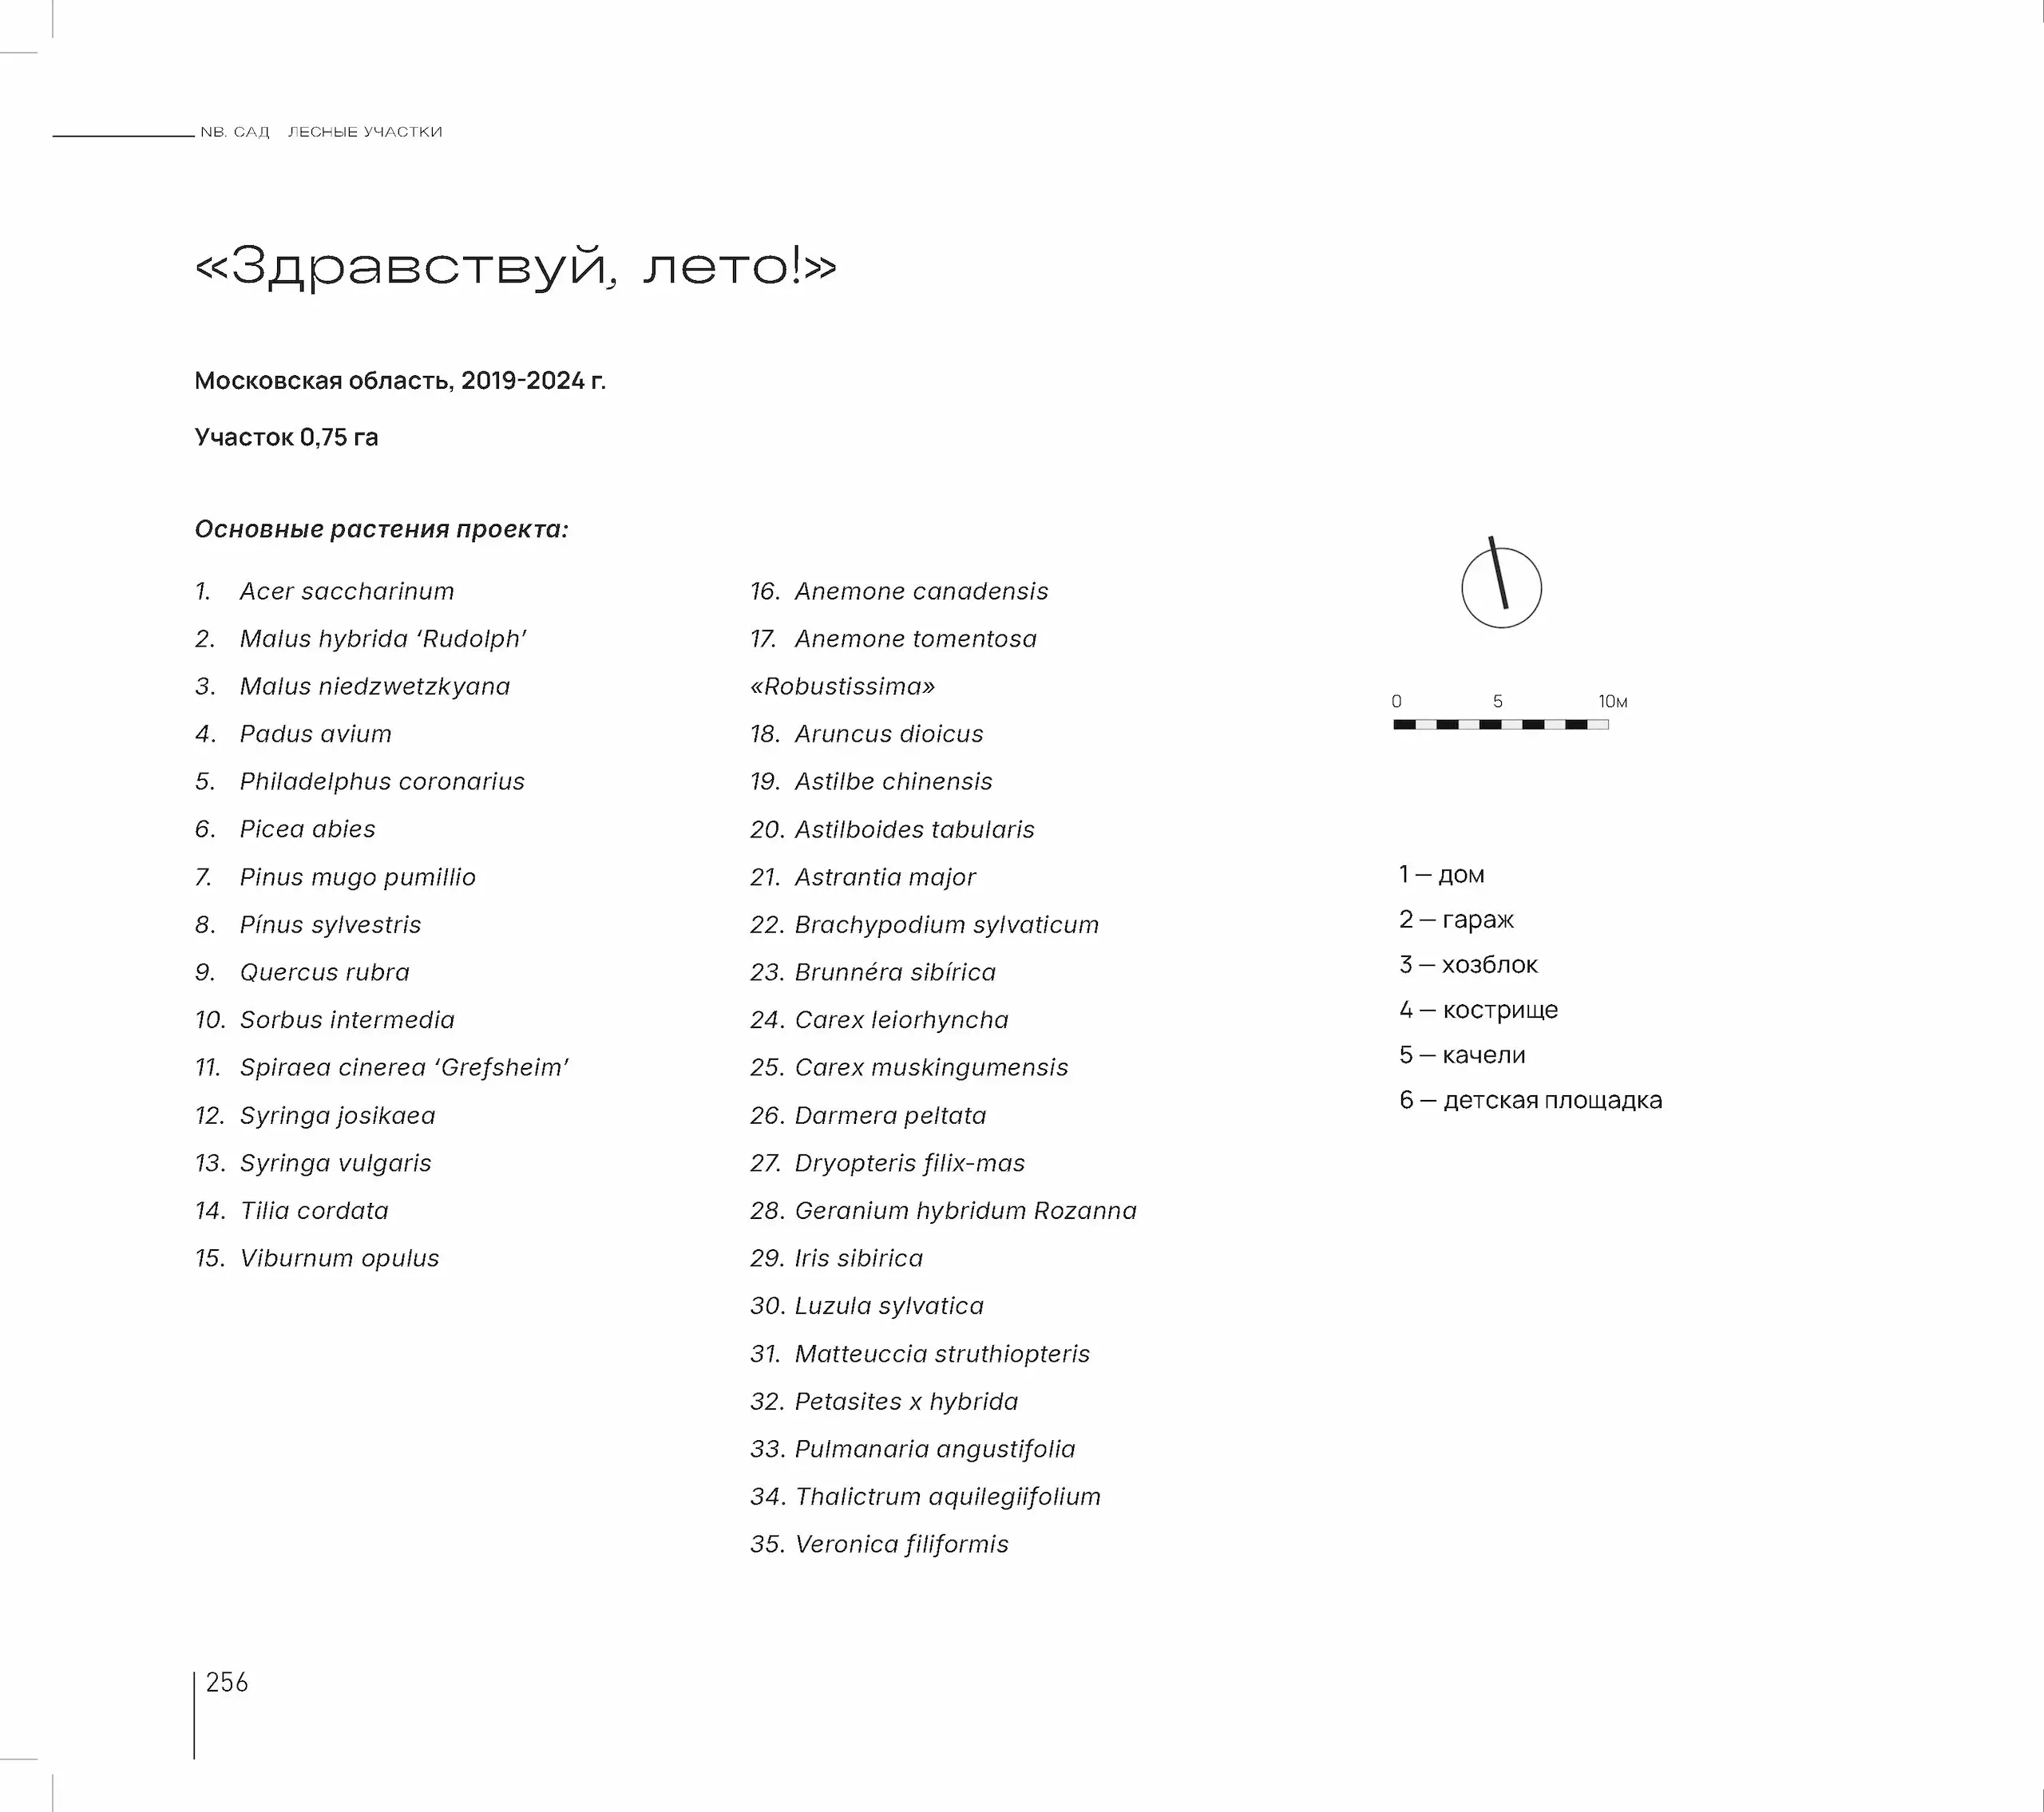 NB. САД ЛЕСНЫЕ УЧАСТКИ
«Здравствуй, лето!»
Московская область, 2019-2024 г.
Участок 0,75 га
Основные растения проекта:
1. Acer saccharinum
2. Malus hybrida ‘Rudolph’
3. Malus niedzwetzkyana
4. Padus avium
5. Philadelphus coronarius
6. Picea abies
7. Pinus mugo pumillio
8. Pínus sylvestris
9. Quercus rubra
10. Sorbus intermedia
11. Spiraea cinerea ‘Grefsheim’
12. Syringa josikaea
13. Syringa vulgaris
14. Tilia cordata
15. Viburnum opulus
16. Anemone canadensis
17. Anemone tomentosa
«Robustissima»
18. Aruncus dioicus
19. Astilbe chinensis
20. Astilboides tabularis
21. Astrantia major
22. Brachypodium sylvaticum
23. Brunnéra sibírica
24. Carex leiorhyncha
25. Carex muskingumensis
26. Darmera peltata
27. Dryopteris filix-mas
28. Geranium hybridum Rozanna
29. Iris sibirica
30. Luzula sylvatica
31. Matteuccia struthiopteris
32. Petasites x hybrida
33. Pulmanaria angustifolia
34. Thalictrum aquilegiifolium
35. Veronica filiformis
0 5 10м
1 — дом
2 — гараж
3 — хозблок
4 — кострище
5 — качели
6 — детская площадка
256